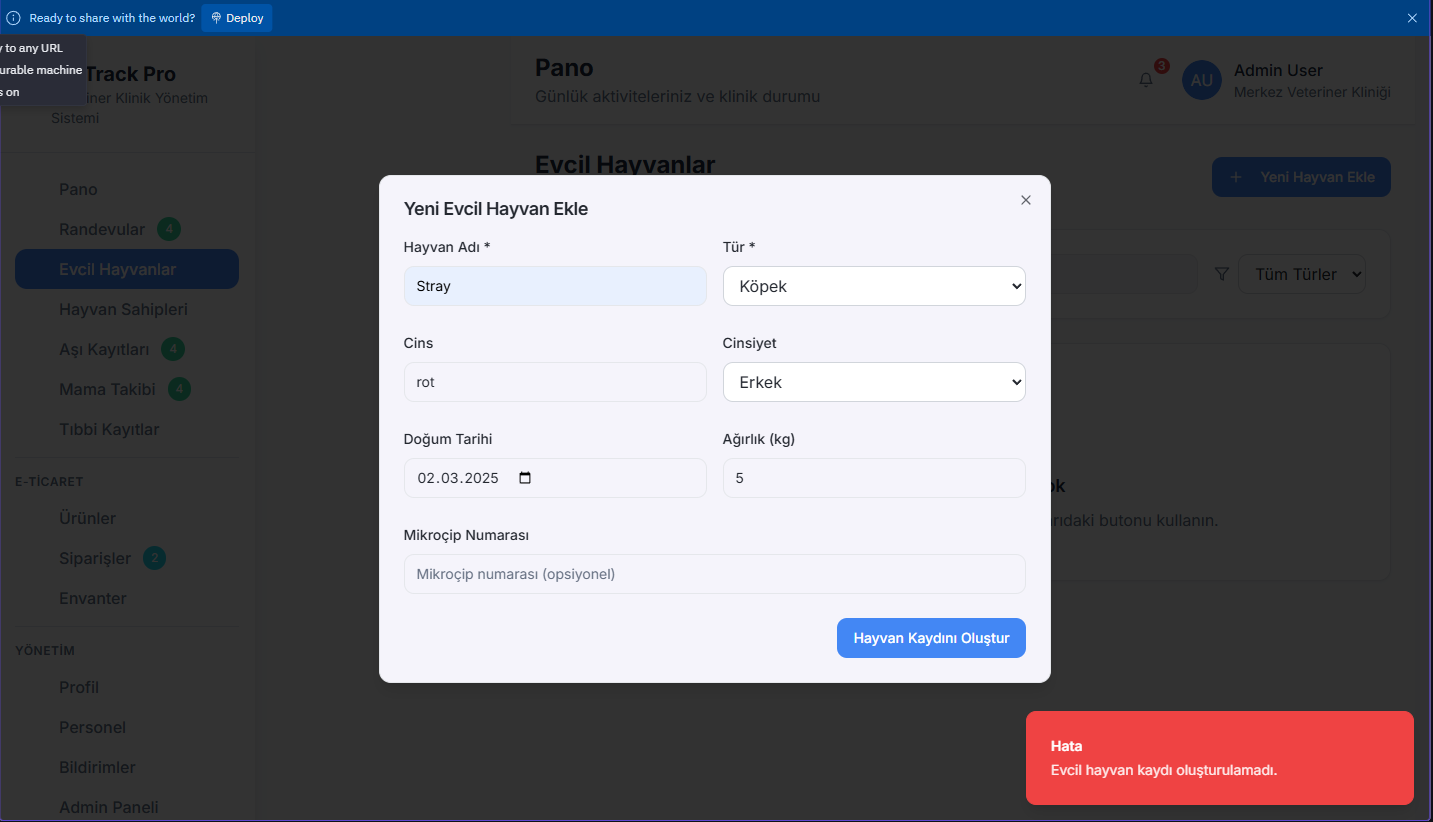 Ready to share with the world?
Deploy
to any URL
machine
on
Track Pro
Klinik Yönetim
Sistemi
Pano
Günlük aktiviteleriniz ve klinik durumu
3
AU
Admin User
Merkez Veteriner Kliniği
Pano
Randevular 4
Evcil Hayvanlar
Hayvan Sahipleri
Aşı Kayıtları 4
Mama Takibi 4
Tıbbi Kayıtlar
E-TİCARET
Ürünler
Siparişler 2
Envanter
YÖNETİM
Profil
Personel
Bildirimler
Admin Paneli
Evcil Hayvanlar
+ Yeni Hayvan Ekle
Tüm Türler
butonu kullanın.
Yeni Evcil Hayvan Ekle
Hayvan Adı *
Stray
Tür *
Köpek
Cins
rot
Cinsiyet
Erkek
Doğum Tarihi
02.03.2025
Ağırlık (kg)
5
Mikroçip Numarası
Mikroçip numarası (opsiyonel)
Hayvan Kaydını Oluştur
Hata
Evcil hayvan kaydı oluşturulamadı.